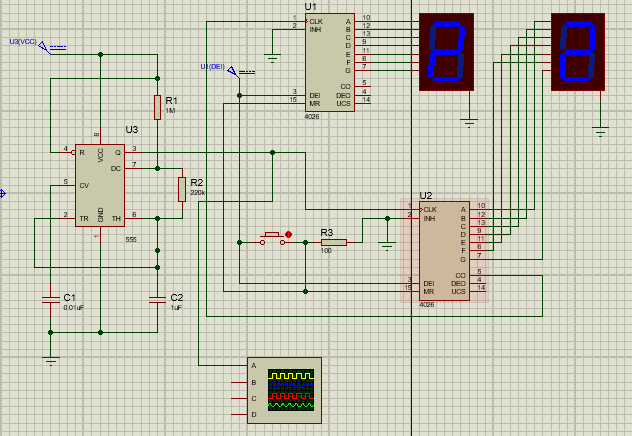 U1
1 CLK A 10
2 INH B 12
C 13
D 9
E 11
F 6
G 7
CO 5
3 DEI DEO 4
15 MR UCS 14
4026
U3(VCC)
U1(DEI)
R1
1M
U3
8
VCC
4 R Q 3
DC 7
5 CV
2 TR TH 6
GND
1
555
R2
220k
C1
0.01uF
C2
1uF
R3
100
U2
1 CLK A 10
2 INH B 12
C 13
D 9
E 11
F 6
G 7
CO 5
3 DEI DEO 4
15 MR UCS 14
4026
A
B
C
D